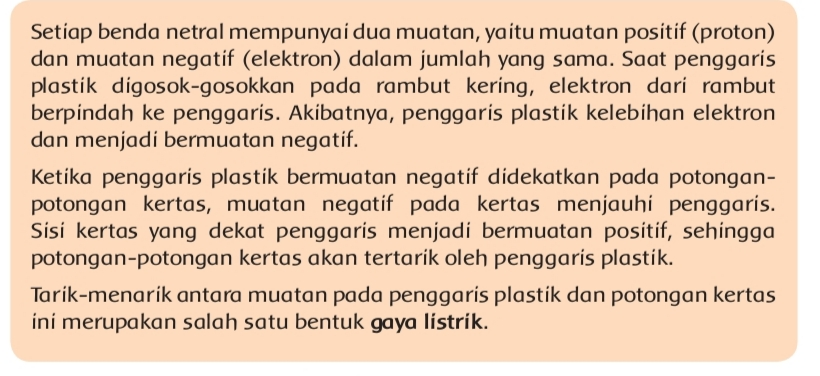 Setiap benda netral mempunyai dua muatan, yaitu muatan positif (proton)
dan muatan negatif (elektron) dalam jumlah yang sama. Saat penggaris
plastik digosok-gosokkan pada rambut kering, elektron dari rambut
berpindah ke penggaris. Akibatnya, penggaris plastik kelebihan elektron
dan menjadi bermuatan negatif.
Ketika penggaris plastik bermuatan negatif didekatkan pada potongan-
potongan kertas, muatan negatif pada kertas menjauhi penggaris.
Sisi kertas yang dekat penggaris menjadi bermuatan positif, sehingga
potongan-potongan kertas akan tertarik oleh penggaris plastik.
Tarik-menarik antara muatan pada penggaris plastik dan potongan kertas
ini merupakan salah satu bentuk gaya listrik.